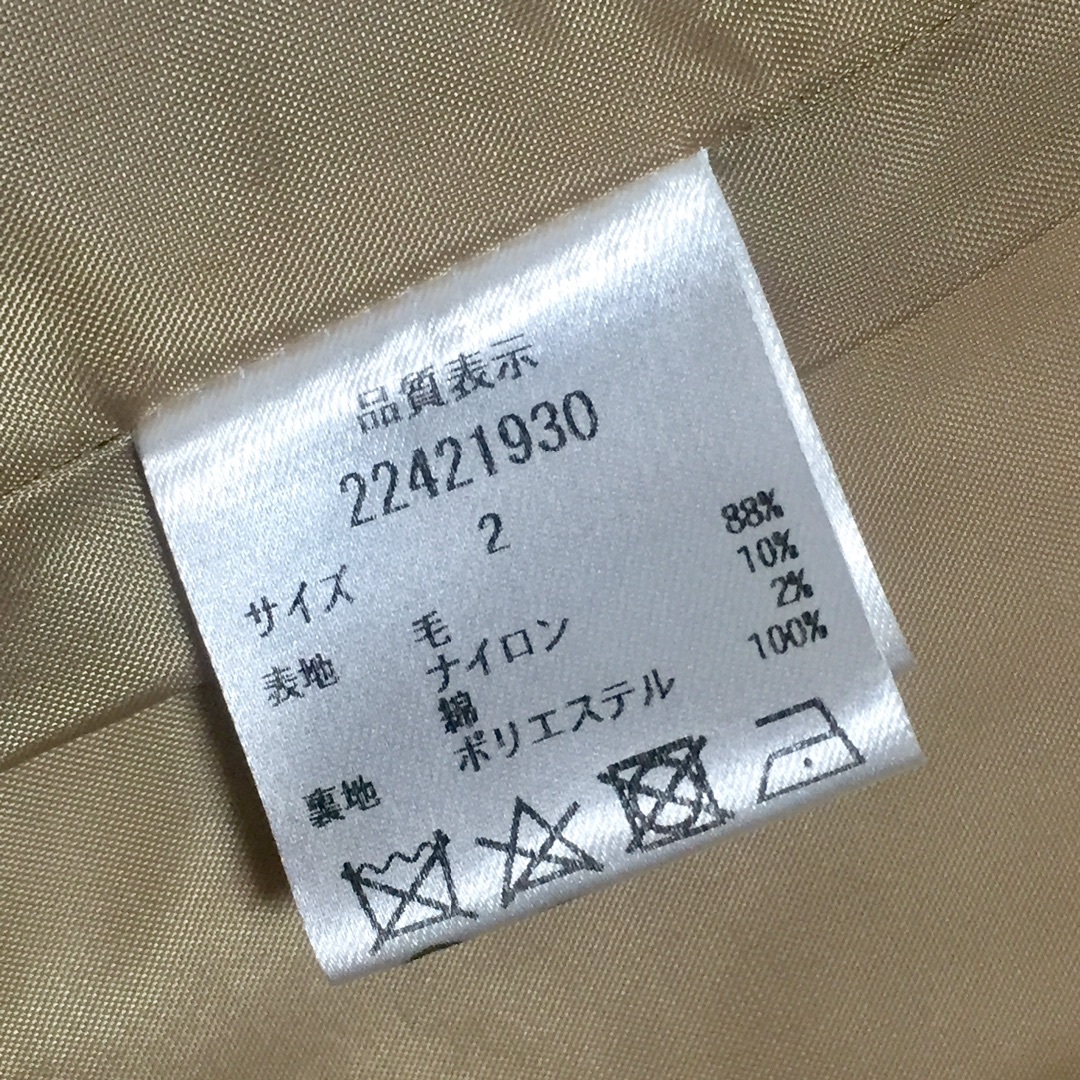 品質表示
22421930
サイズ 2
表地 毛 88%
ナイロン 10%
綿 2%
裏地 ポリエステル 100%